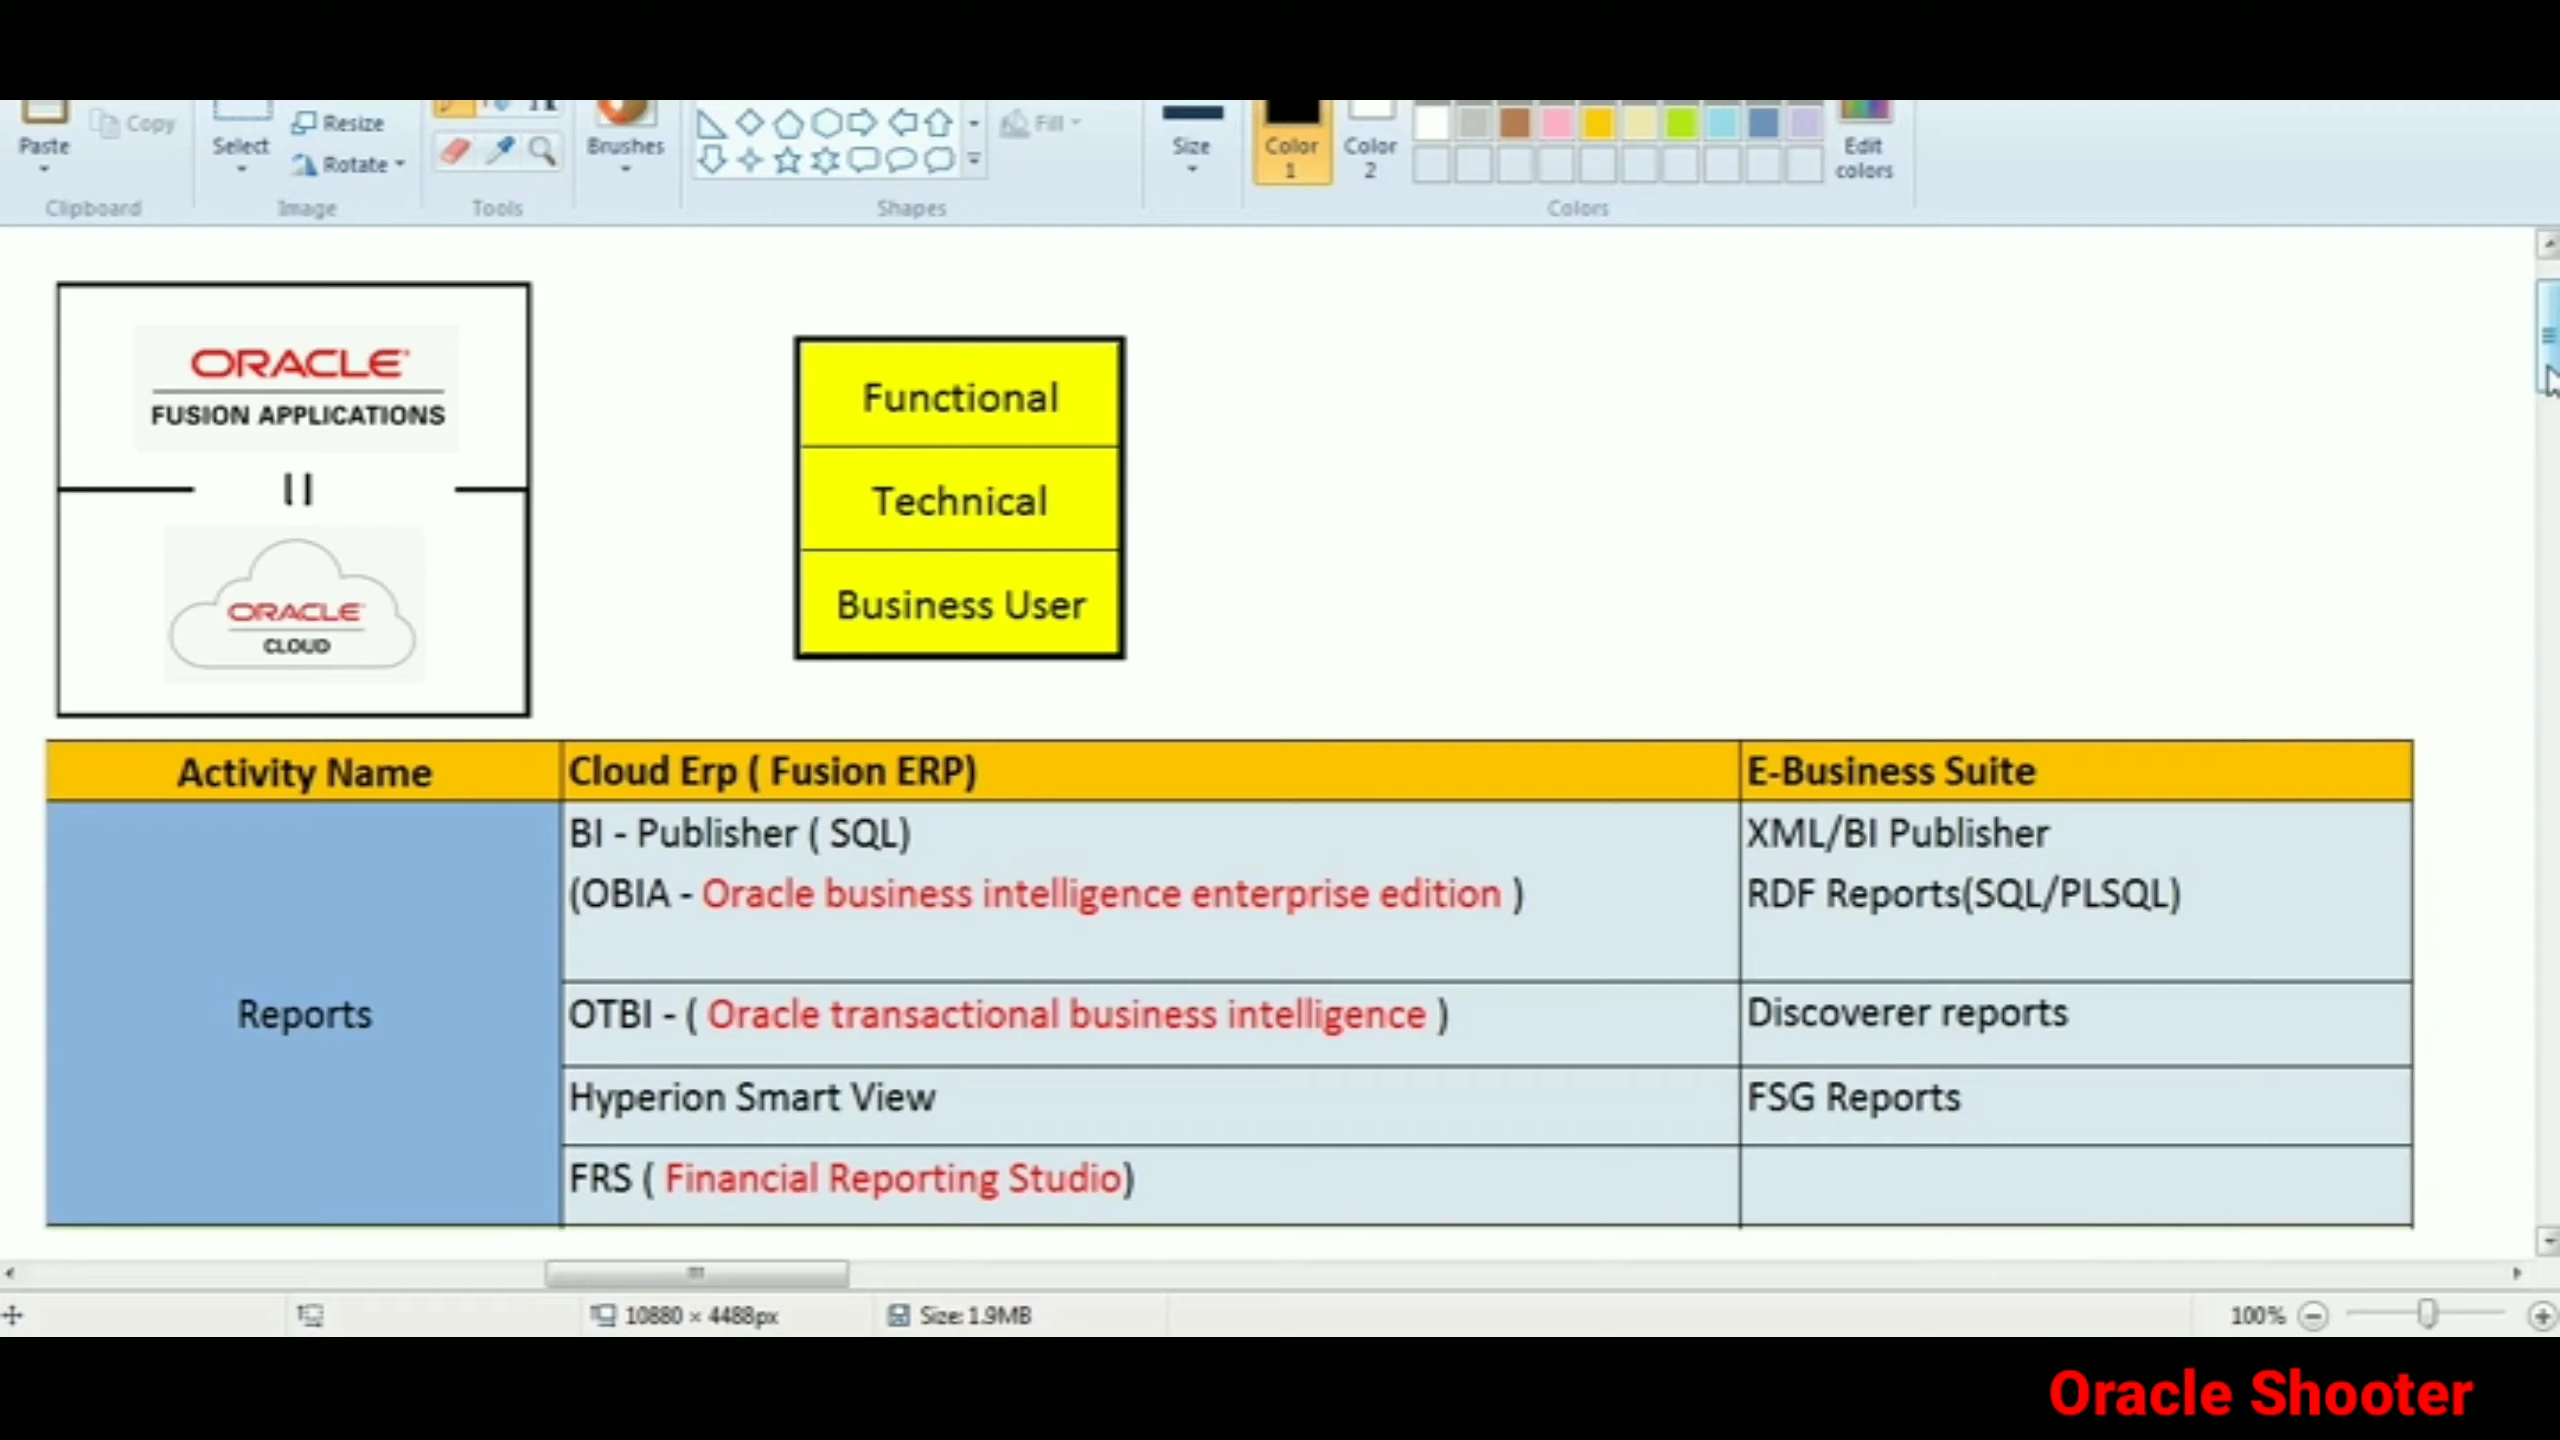 Paste
Copy
Clipboard
Select
Resize
Rotate
Image
Tools
Brushes
Shapes
Fill
Size
Color
1
Color
2
Edit
colors
Colors
ORACLE
FUSION APPLICATIONS
ORACLE
CLOUD
Functional
Technical
Business User
Activity Name
Cloud Erp ( Fusion ERP)
E-Business Suite
Reports
BI - Publisher ( SQL)
(OBIA - Oracle business intelligence enterprise edition )
XML/BI Publisher
RDF Reports(SQL/PLSQL)
OTBI - ( Oracle transactional business intelligence )
Discoverer reports
Hyperion Smart View
FSG Reports
FRS ( Financial Reporting Studio)
10880 × 4488px
Size: 1.9MB
100%
Oracle Shooter